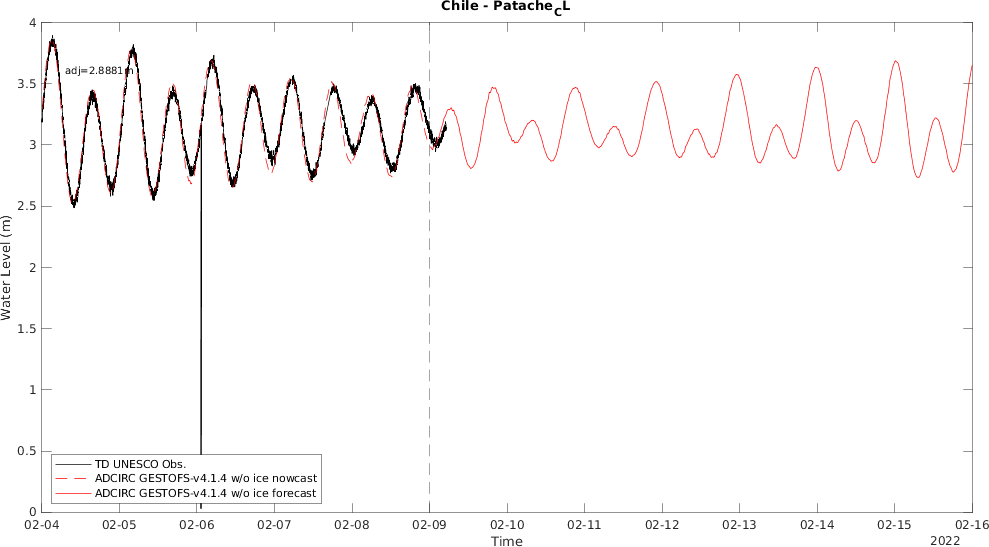 Chile - Patache_CL
4
adj=2.8881 m
3.5
3
2.5
2
1.5
1
0.5
0
Water Level (m)
TD UNESCO Obs.
ADCIRC GESTOFS-v4.1.4 w/o ice nowcast
ADCIRC GESTOFS-v4.1.4 w/o ice forecast
02-04 02-05 02-06 02-07 02-08 02-09 02-10 02-11 02-12 02-13 02-14 02-15 02-16
Time
2022